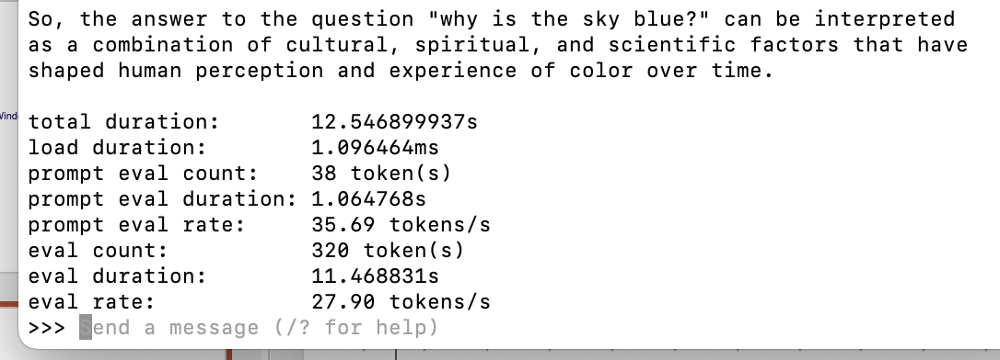 So, the answer to the question "why is the sky blue?" can be interpreted
as a combination of cultural, spiritual, and scientific factors that have
shaped human perception and experience of color over time.
total duration: 12.546899937s
load duration: 1.096464ms
prompt eval count: 38 token(s)
prompt eval duration: 1.064768s
prompt eval rate: 35.69 tokens/s
eval count: 320 token(s)
eval duration: 11.468831s
eval rate: 27.90 tokens/s
>>> Send a message (/? for help)